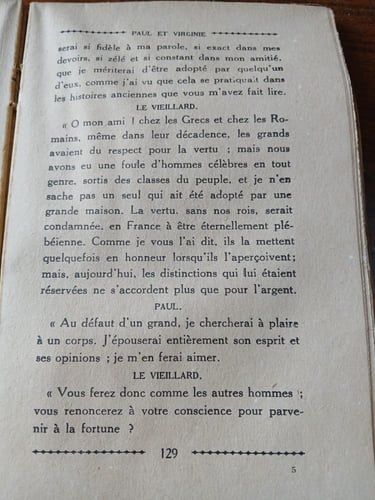 PAUL ET VIRGINIE
serai si fidèle à ma parole, si exact dans mes
devoirs, si zélé et si constant dans mon amitié,
que je mériterai d'être adopté par quelqu'un
d'eux, comme j'ai vu que cela se pratiquait dans
les histoires anciennes que vous m'avez fait lire.
LE VIEILLARD.
« O mon ami ! chez les Grecs et chez les Ro-
mains, même dans leur décadence, les grands
avaient du respect pour la vertu ; mais nous
avons eu une foule d'hommes célèbres en tout
genre, sortis des classes du peuple, et je n'en
sache pas un seul qui ait été adopté par une
grande maison. La vertu, sans nos rois, serait
condamnée, en France à être éternellement plé-
béienne. Comme je vous l'ai dit, ils la mettent
quelquefois en honneur lorsqu'ils l'aperçoivent;
mais, aujourd'hui, les distinctions qui lui étaient
réservées ne s'accordent plus que pour l'argent.
PAUL.
« Au défaut d'un grand, je chercherai à plaire
à un corps. J'épouserai entièrement son esprit et
ses opinions ; je m'en ferai aimer.
LE VIEILLARD.
« Vous ferez donc comme les autres hommes ;
vous renoncerez à votre conscience pour parve-
nir à la fortune ?
129
5